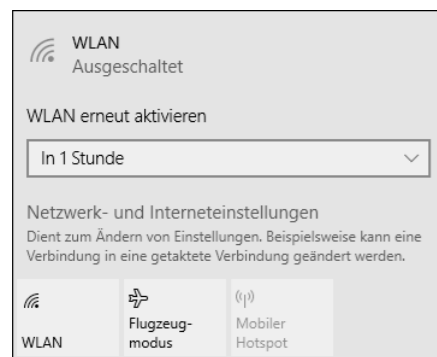 WLAN
Ausgeschaltet
WLAN erneut aktivieren
In 1 Stunde
Netzwerk- und Interneteinstellungen
Dient zum Ändern von Einstellungen. Beispielsweise kann eine
Verbindung in eine getaktete Verbindung geändert werden.
WLAN
Flugzeug-
modus
Mobiler
Hotspot